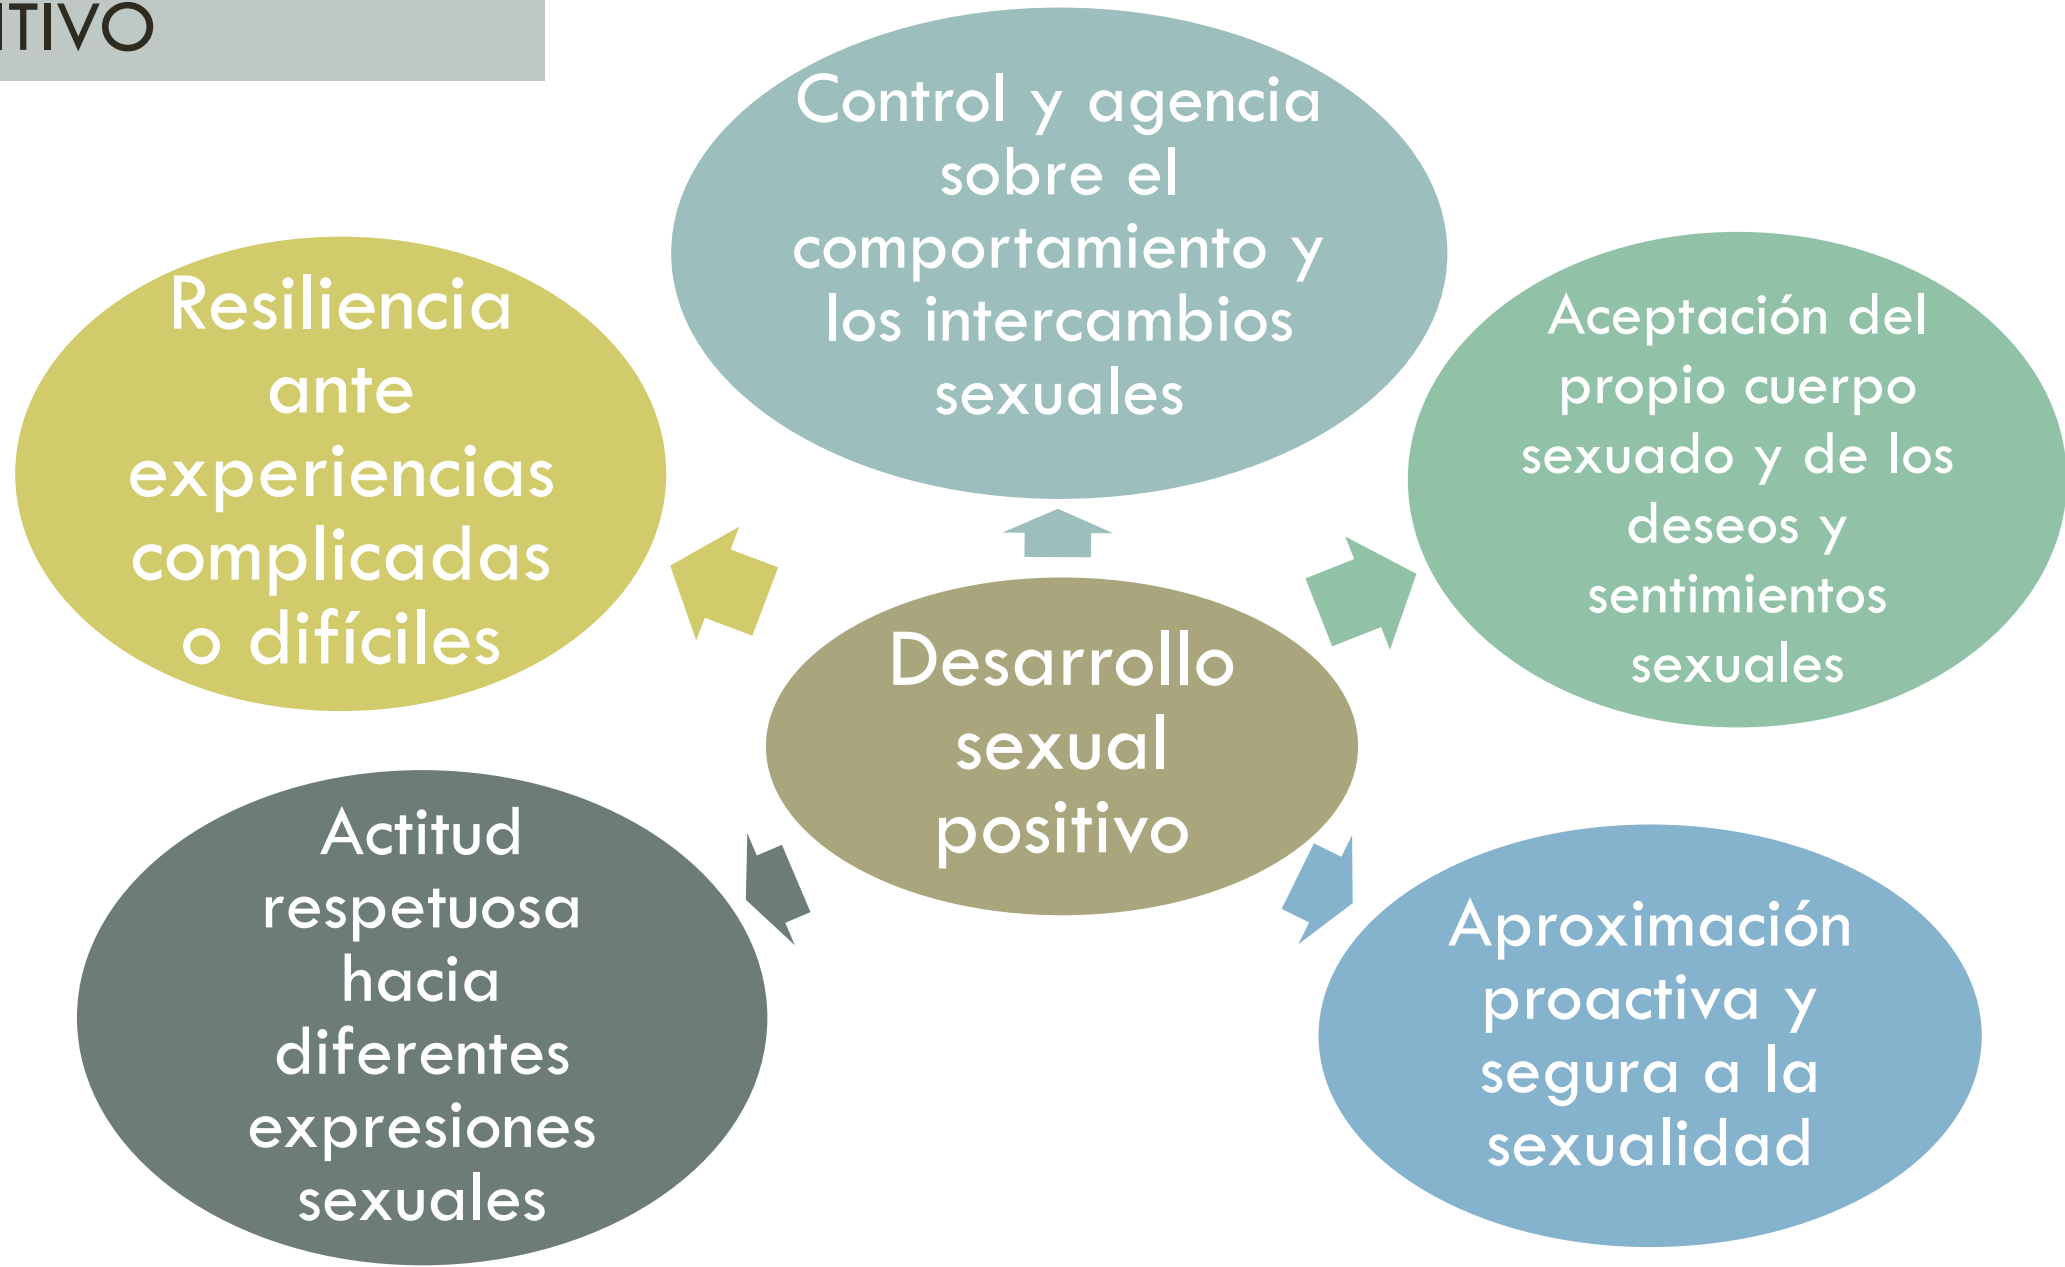 ITIVO
Control y agencia
sobre el
comportamiento y
los intercambios
sexuales
Resiliencia
ante
experiencias
complicadas
o difíciles
Aceptación del
propio cuerpo
sexuado y de los
deseos y
sentimientos
sexuales
Desarrollo
sexual
positivo
Actitud
respetuosa
hacia
diferentes
expresiones
sexuales
Aproximación
proactiva y
segura a la
sexualidad